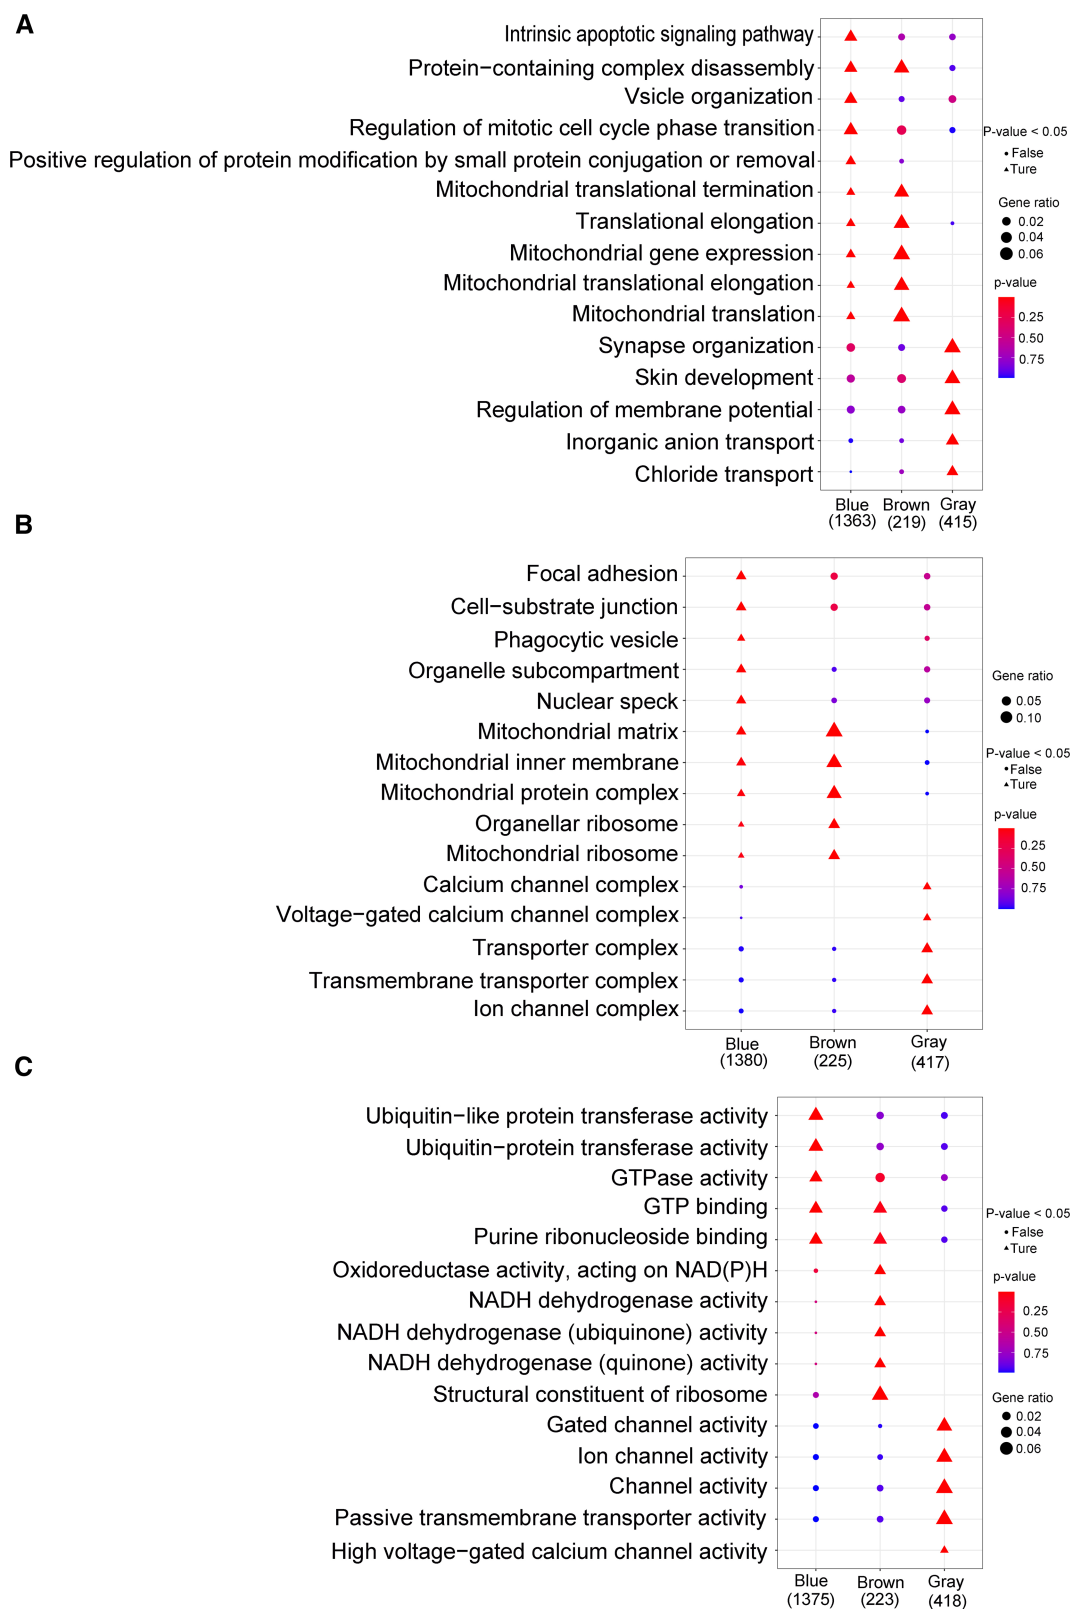 A
Intrinsic apoptotic signaling pathway
Protein−containing complex disassembly
Vsicle organization
Regulation of mitotic cell cycle phase transition
Positive regulation of protein modification by small protein conjugation or removal
Mitochondrial translational termination
Translational elongation
Mitochondrial gene expression
Mitochondrial translational elongation
Mitochondrial translation
Synapse organization
Skin development
Regulation of membrane potential
Inorganic anion transport
Chloride transport
Blue Brown Gray
(1363) (219) (415)
P-value < 0.05
False
Ture
Gene ratio
0.02
0.04
0.06
p-value
0.25
0.50
0.75
B
Focal adhesion
Cell−substrate junction
Phagocytic vesicle
Organelle subcompartment
Nuclear speck
Mitochondrial matrix
Mitochondrial inner membrane
Mitochondrial protein complex
Organellar ribosome
Mitochondrial ribosome
Calcium channel complex
Voltage−gated calcium channel complex
Transporter complex
Transmembrane transporter complex
Ion channel complex
Blue Brown Gray
(1380) (225) (417)
Gene ratio
0.05
0.10
P-value < 0.05
False
Ture
p-value
0.25
0.50
0.75
C
Ubiquitin−like protein transferase activity
Ubiquitin−protein transferase activity
GTPase activity
GTP binding
Purine ribonucleoside binding
Oxidoreductase activity, acting on NAD(P)H
NADH dehydrogenase activity
NADH dehydrogenase (ubiquinone) activity
NADH dehydrogenase (quinone) activity
Structural constituent of ribosome
Gated channel activity
Ion channel activity
Channel activity
Passive transmembrane transporter activity
High voltage−gated calcium channel activity
Blue Brown Gray
(1375) (223) (418)
P-value < 0.05
False
Ture
p-value
0.25
0.50
0.75
Gene ratio
0.02
0.04
0.06